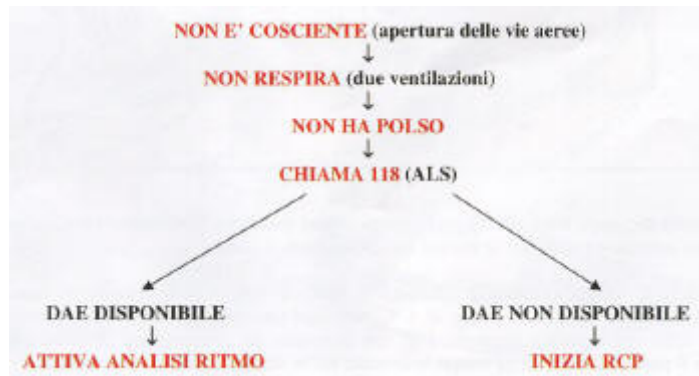 NON E' COSCIENTE (apertura delle vie aeree)
NON RESPIRA (due ventilazioni)
NON HA POLSO
CHIAMA 118 (ALS)
DAE DISPONIBILE
DAE NON DISPONIBILE
ATTIVA ANALISI RITMO
INIZIA RCP